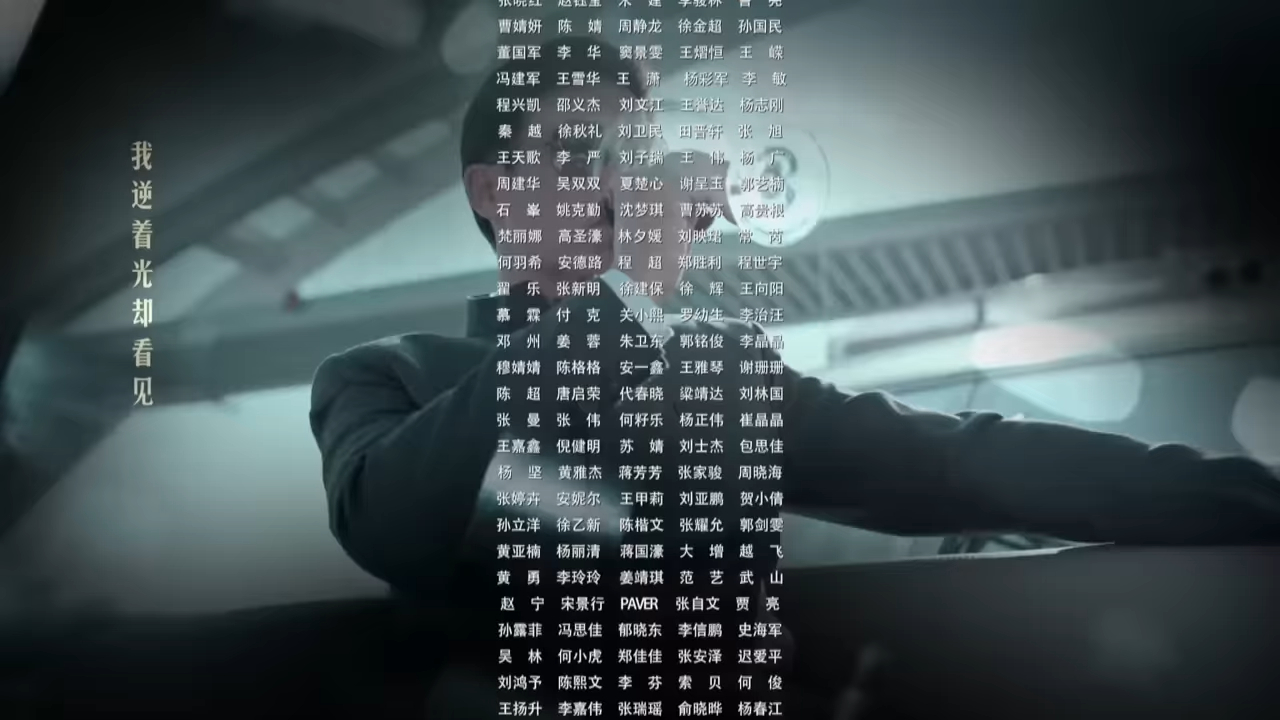 我逆着光却看见
曹婧妍 陈 婧 周静龙 徐金超 孙国民
董国军 李 华 窦景雯 王熠恒 王 嵘
冯建军 王雪华 王 潇 杨彩军 李 敏
程兴凯 邵义杰 刘文江 王誉达 杨志刚
秦 越 徐秋礼 刘卫民 田晋轩 张 旭
王天歌 李 严 刘子瑞 王 伟 杨 广
周建华 吴双双 夏楚心 谢呈玉 郭艺楠
石 峯 姚克勤 沈梦琪 曹苏苏 高贵根
梵丽娜 高圣濠 林夕媛 刘映珺 常 茵
何羽希 安德路 程 超 郑胜利 程世宇
翟 乐 张新明 徐建保 徐 辉 王向阳
慕 霖 付 克 关小熙 罗幼生 李治汪
邓 州 姜 蓉 朱卫东 郭铭俊 李晶晶
穆婧婧 陈格格 安一鑫 王雅琴 谢珊珊
陈 超 唐启荣 代春晓 梁靖达 刘林国
张 曼 张 伟 何籽乐 杨正伟 崔晶晶
王嘉鑫 倪健明 苏 婧 刘士杰 包思佳
杨 坚 黄雅杰 蒋芳芳 张家骏 周晓海
张婷卉 安妮尔 王甲莉 刘亚鹏 贺小倩
孙立洋 徐乙新 陈楷文 张耀允 郭剑雯
黄亚楠 杨丽清 蒋国濠 大 增 越 飞
黄 勇 李玲玲 姜靖琪 范 艺 武 山
赵 宁 宋景行 PAVER 张自文 贾 亮
孙露菲 冯思佳 郁晓东 李信鹏 史海军
吴 林 何小虎 郑佳佳 张安泽 迟爱平
刘鸿予 陈熙文 李 芬 索 贝 何 俊
王扬升 李嘉伟 张瑞瑶 俞晓晔 杨春江